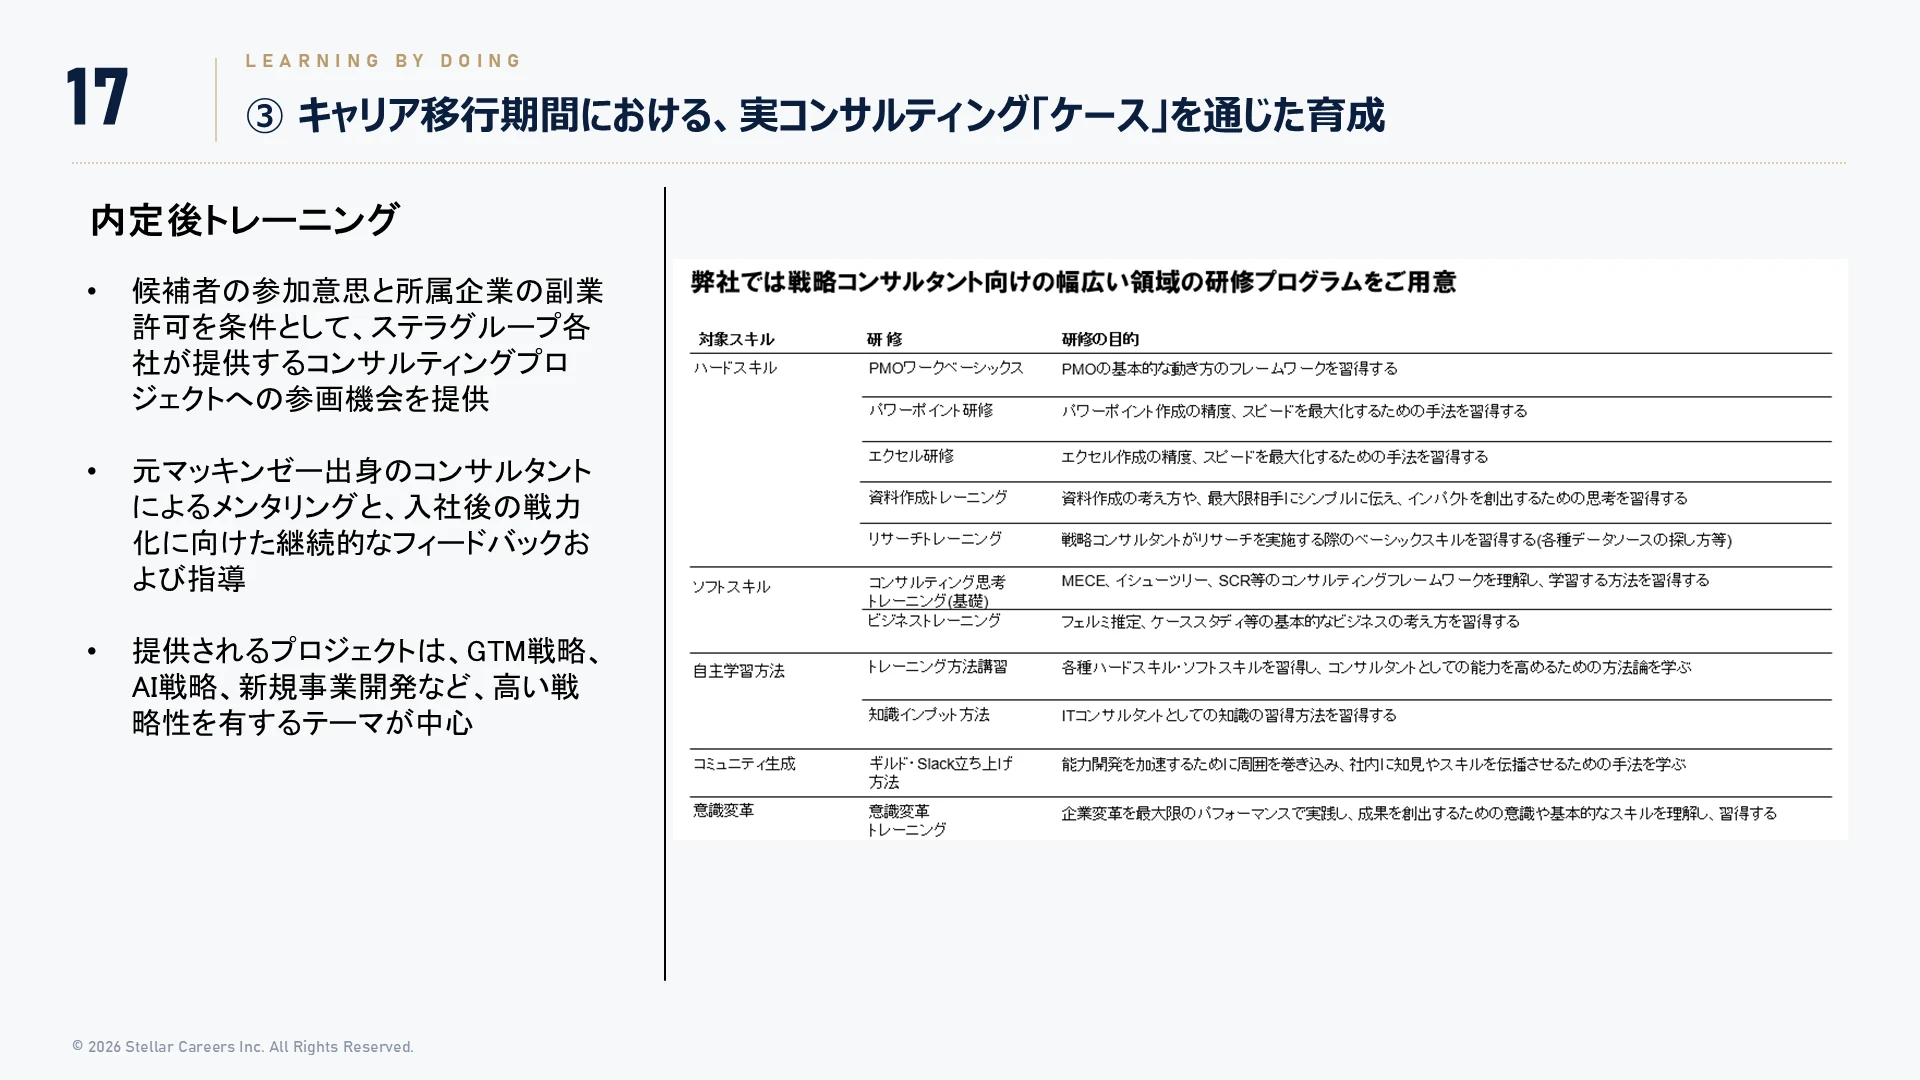 17
LEARNING BY DOING
③ キャリア移行期間における、実コンサルティング「ケース」を通じた育成
内定後トレーニング
• 候補者の参加意思と所属企業の副業
許可を条件として、ステラグループ各
社が提供するコンサルティングプロ
ジェクトへの参画機会を提供
• 元マッキンゼー出身のコンサルタント
によるメンタリングと、入社後の戦力
化に向けた継続的なフィードバックお
よび指導
• 提供されるプロジェクトは、GTM戦略、
AI戦略、新規事業開発など、高い戦
略性を有するテーマが中心
弊社では戦略コンサルタント向けの幅広い領域の研修プログラムをご用意
対象スキル 研修 研修の目的
ハードスキル PMOワークベーシックス PMOの基本的な動き方のフレームワークを習得する
パワーポイント研修 パワーポイント作成の精度、スピードを最大化するための手法を習得する
エクセル研修 エクセル作成の精度、スピードを最大化するための手法を習得する
資料作成トレーニング 資料作成の考え方や、最大限相手にシンプルに伝え、インパクトを創出するための思考を習得する
リサーチトレーニング 戦略コンサルタントがリサーチを実施する際のベーシックスキルを習得する(各種データソースの探し方等)
ソフトスキル コンサルティング思考 MECE、イシューツリー、SCR等のコンサルティングフレームワークを理解し、学習する方法を習得する
トレーニング(基礎)
ビジネストレーニング フェルミ推定、ケーススタディ等の基本的なビジネスの考え方を習得する
自主学習方法 トレーニング方法講習 各種ハードスキル・ソフトスキルを習得し、コンサルタントとしての能力を高めるための方法論を学ぶ
知識インプット方法 ITコンサルタントとしての知識の習得方法を習得する
コミュニティ生成 ギルド・Slack立ち上げ 能力開発を加速するために周囲を巻き込み、社内に知見やスキルを伝播させるための手法を学ぶ
方法
意識変革 意識変革 企業変革を最大限のパフォーマンスで実践し、成果を創出するための意識や基本的なスキルを理解し、習得する
トレーニング
© 2026 Stellar Careers Inc. All Rights Reserved.